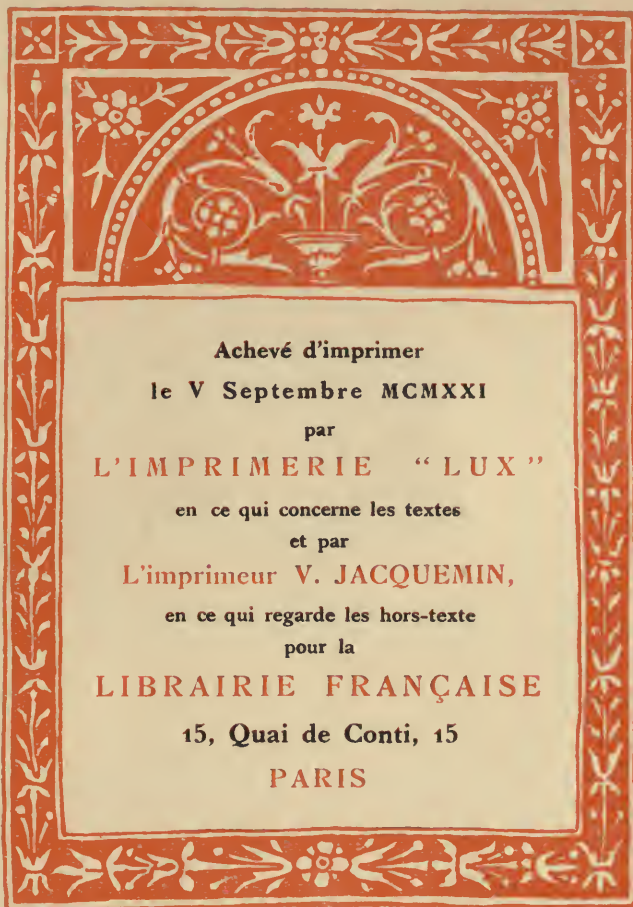 Achevé d'imprimer
le V Septembre MCMXXI
par
L'IMPRIMERIE “LUX”
en ce qui concerne les textes
et par
L'imprimeur V. JACQUEMIN,
en ce qui regarde les hors-texte
pour la
LIBRAIRIE FRANÇAISE
15, Quai de Conti, 15
PARIS